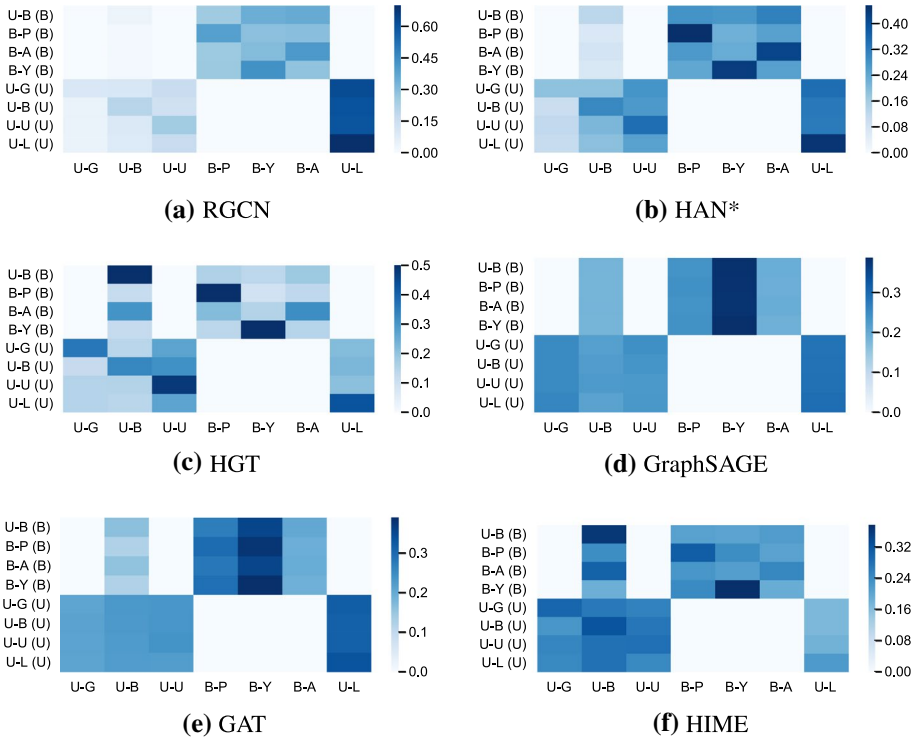 U-B (B)
B-P (B)
B-A (B)
B-Y (B)
U-G (U)
U-B (U)
U-U (U)
U-L (U)
U-G U-B U-U B-P B-Y B-A U-L
0.60
0.45
0.30
0.15
0.00
(a) RGCN
U-B (B)
B-P (B)
B-A (B)
B-Y (B)
U-G (U)
U-B (U)
U-U (U)
U-L (U)
U-G U-B U-U B-P B-Y B-A U-L
0.40
0.32
0.24
0.16
0.08
0.00
(b) HAN*
U-B (B)
B-P (B)
B-A (B)
B-Y (B)
U-G (U)
U-B (U)
U-U (U)
U-L (U)
U-G U-B U-U B-P B-Y B-A U-L
0.5
0.4
0.3
0.2
0.1
0.0
(c) HGT
U-B (B)
B-P (B)
B-A (B)
B-Y (B)
U-G (U)
U-B (U)
U-U (U)
U-L (U)
U-G U-B U-U B-P B-Y B-A U-L
0.3
0.2
0.1
0.0
(d) GraphSAGE
U-B (B)
B-P (B)
B-A (B)
B-Y (B)
U-G (U)
U-B (U)
U-U (U)
U-L (U)
U-G U-B U-U B-P B-Y B-A U-L
0.3
0.2
0.1
0.0
(e) GAT
U-B (B)
B-P (B)
B-A (B)
B-Y (B)
U-G (U)
U-B (U)
U-U (U)
U-L (U)
U-G U-B U-U B-P B-Y B-A U-L
0.32
0.24
0.16
0.08
0.00
(f) HIME